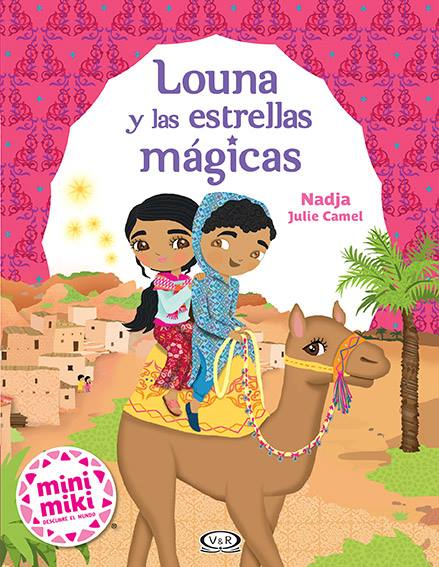 Louna
y las estrellas
mágicas
Nadja
Julie Camel
mini
miki
DESCUBRE EL MUNDO
®
V&R